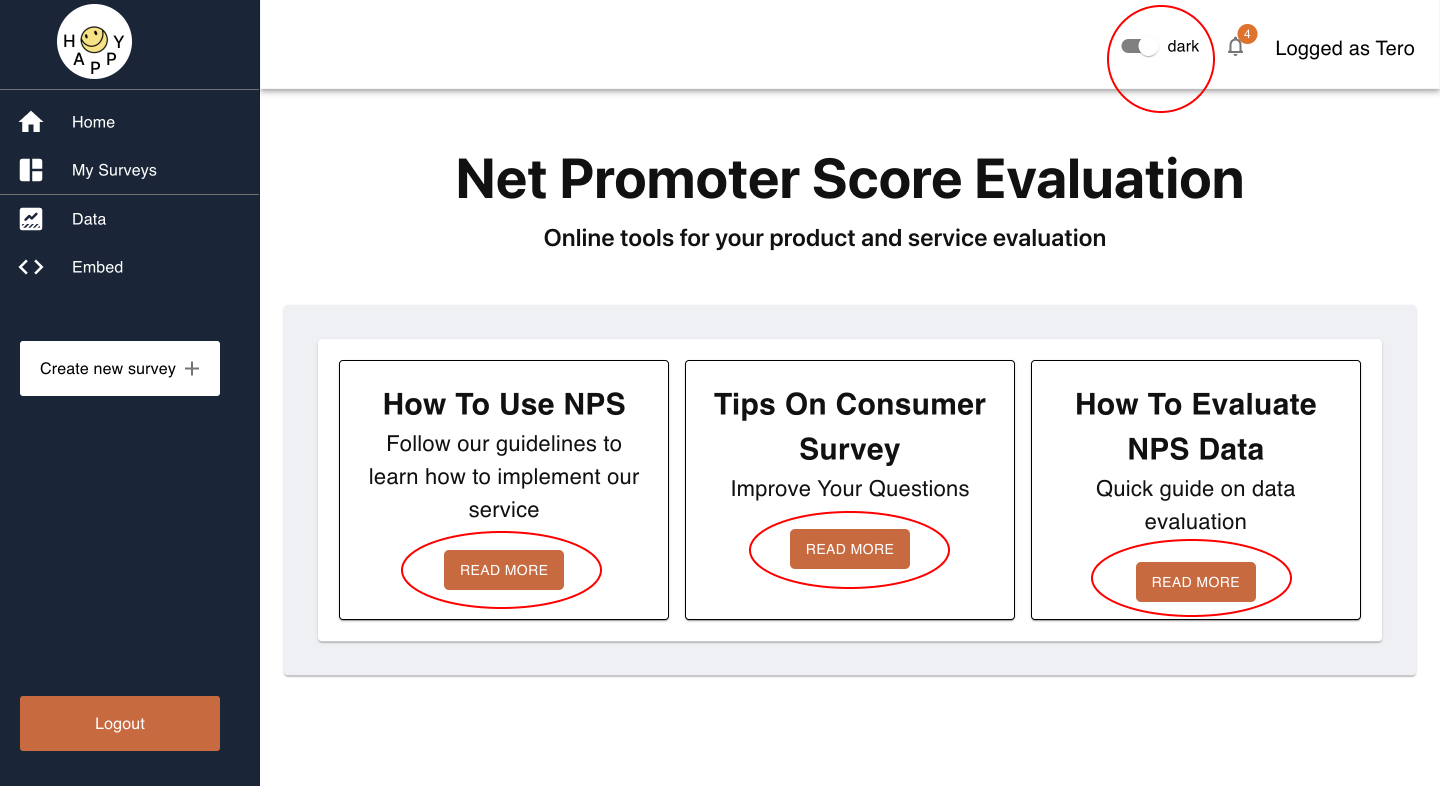 HAPPY
Home
My Surveys
Data
Embed
Create new survey
Logout
dark
4
Logged as Tero
Net Promoter Score Evaluation
Online tools for your product and service evaluation
How To Use NPS
Follow our guidelines to
learn how to implement our
service
READ MORE
Tips On Consumer
Survey
Improve Your Questions
READ MORE
How To Evaluate
NPS Data
Quick guide on data
evaluation
READ MORE